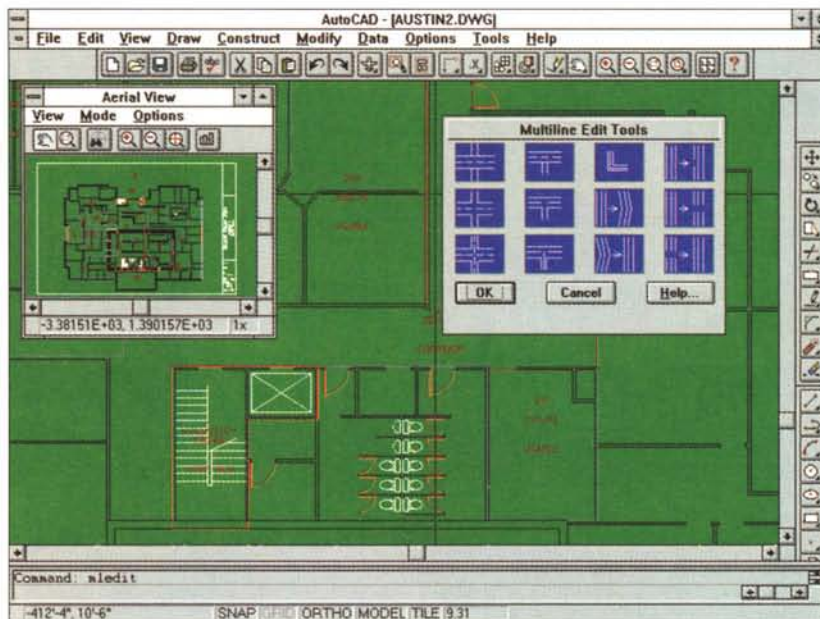 AutoCAD - [AUSTIN2.DWG]
File Edit View Draw Construct Modify Data Options Tools Help
Aerial View
View Mode Options
-3.38151E+03, 1.390157E+03 1x
Multiline Edit Tools
OK Cancel Help...
Command: mledit
-412'-4", 10'-6" SNAP GRID ORTHO MODEL TILE 9:31